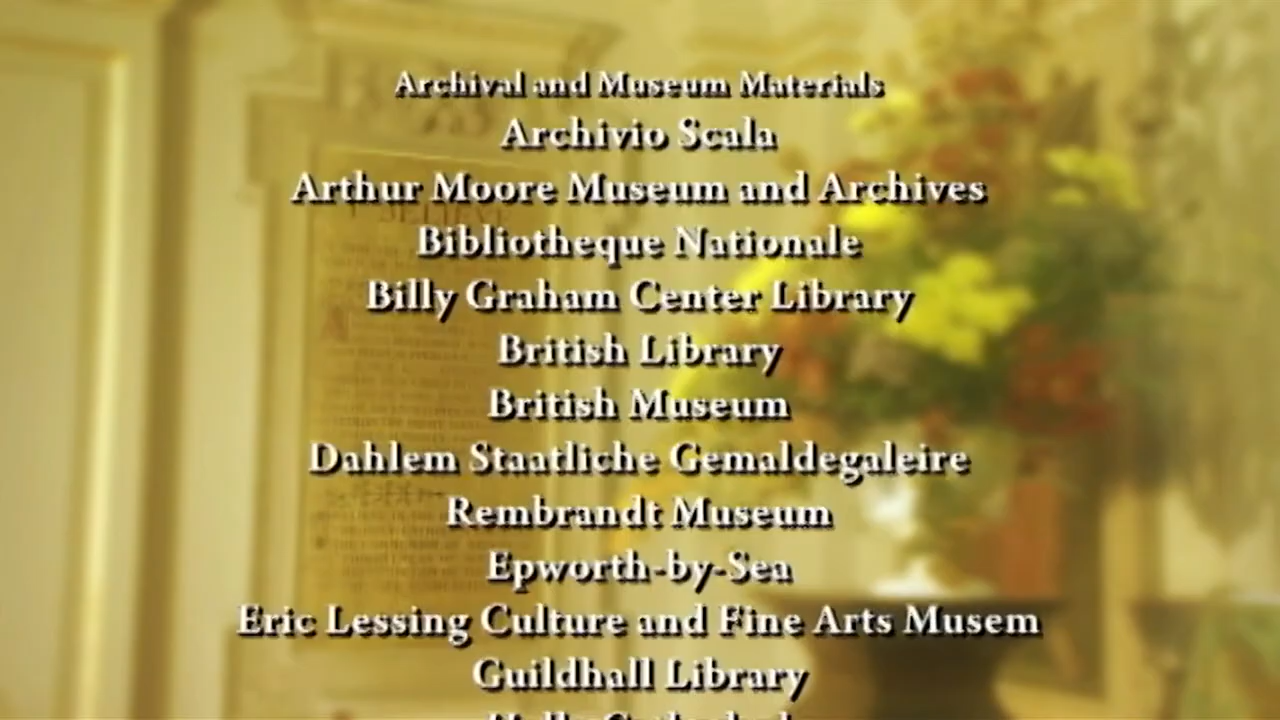 Archival and Museum Materials
Archivio Scala
Arthur Moore Museum and Archives
Bibliotheque Nationale
Billy Graham Center Library
British Library
British Museum
Dahlem Staatliche Gemaldegaleire
Rembrandt Museum
Epworth-by-Sea
Eric Lessing Culture and Fine Arts Musem
Guildhall Library
I BELIEVE